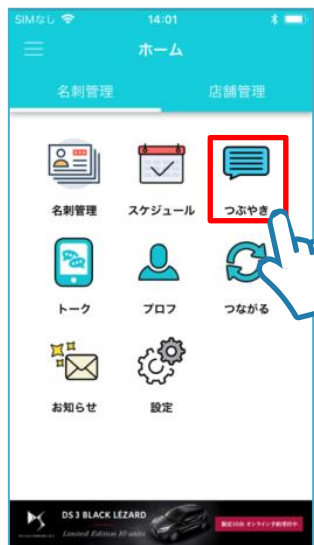 SIMなし 14:01
ホーム
名刺管理 店舗管理
名刺管理 スケジュール つぶやき
トーク プロフ つながる
お知らせ 設定
DS 3 BLACK LÉZARD
Limited Edition 10 units